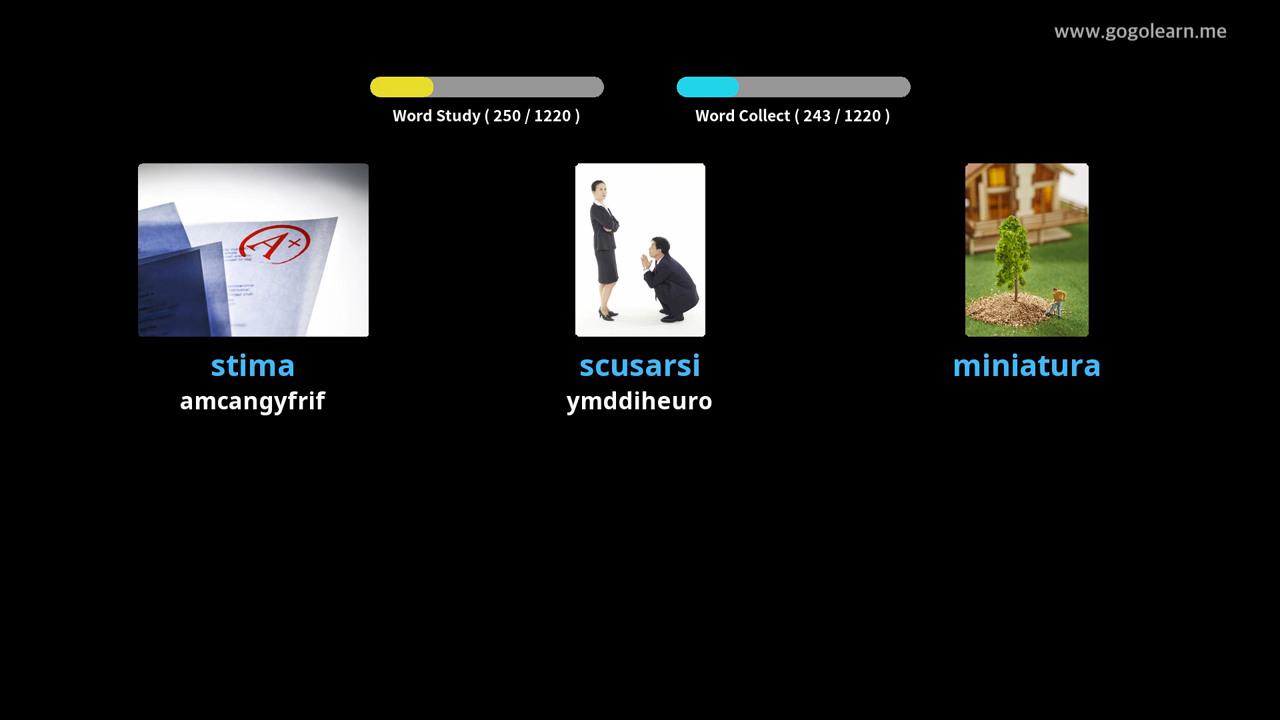 www.gogolearn.me
Word Study ( 250 / 1220 )
Word Collect ( 243 / 1220 )
A+
stima
scusarsi
miniatura
amcangyfrif
ymddiheuro